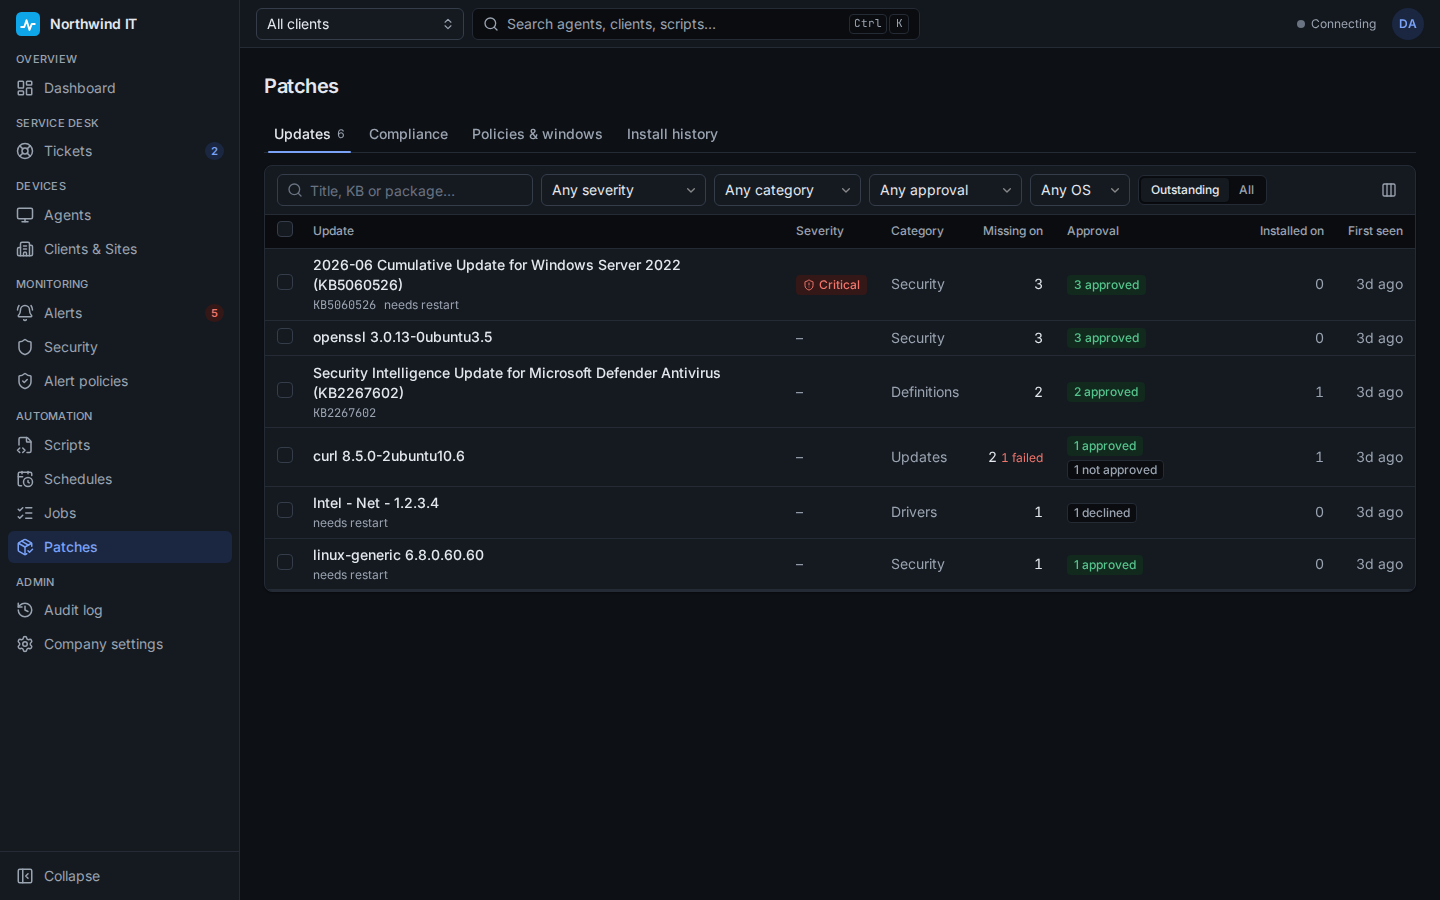 Northwind IT
All clients
Search agents, clients, scripts...
Ctrl K
Connecting
DA
OVERVIEW
Dashboard
SERVICE DESK
Tickets 2
DEVICES
Agents
Clients & Sites
MONITORING
Alerts 5
Security
Alert policies
AUTOMATION
Scripts
Schedules
Jobs
Patches
ADMIN
Audit log
Company settings
Collapse
Patches
Updates 6 Compliance Policies & windows Install history
Title, KB or package... Any severity Any category Any approval Any OS Outstanding All
Update Severity Category Missing on Approval Installed on First seen
2026-06 Cumulative Update for Windows Server 2022
(KB5060526)
KB5060526 needs restart
Critical Security 3 3 approved 0 3d ago
openssl 3.0.13-0ubuntu3.5 – Security 3 3 approved 0 3d ago
Security Intelligence Update for Microsoft Defender Antivirus
(KB2267602)
KB2267602
– Definitions 2 2 approved 1 3d ago
curl 8.5.0-2ubuntu10.6 – Updates 2 1 failed 1 approved
1 not approved
1 3d ago
Intel - Net - 1.2.3.4
needs restart
– Drivers 1 1 declined 0 3d ago
linux-generic 6.8.0.60.60
needs restart
– Security 1 1 approved 0 3d ago